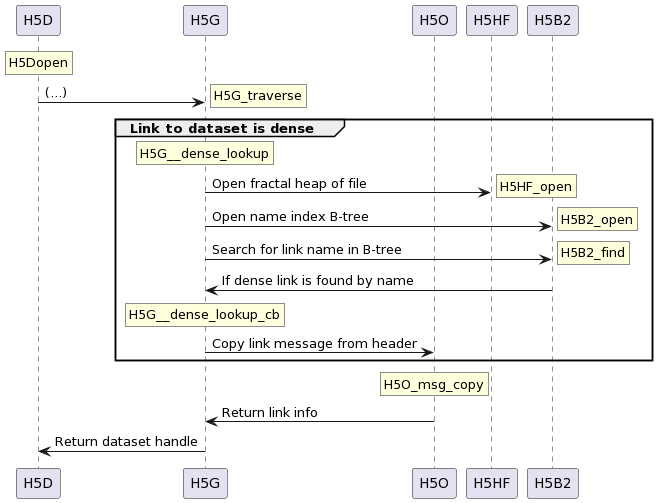 H5D H5G H5O H5HF H5B2
H5Dopen
(...) H5G_traverse
Link to dataset is dense
H5G__dense_lookup
Open fractal heap of file H5HF_open
Open name index B-tree H5B2_open
Search for link name in B-tree H5B2_find
If dense link is found by name
H5G__dense_lookup_cb
Copy link message from header
H5O_msg_copy
Return link info
Return dataset handle
H5D H5G H5O H5HF H5B2